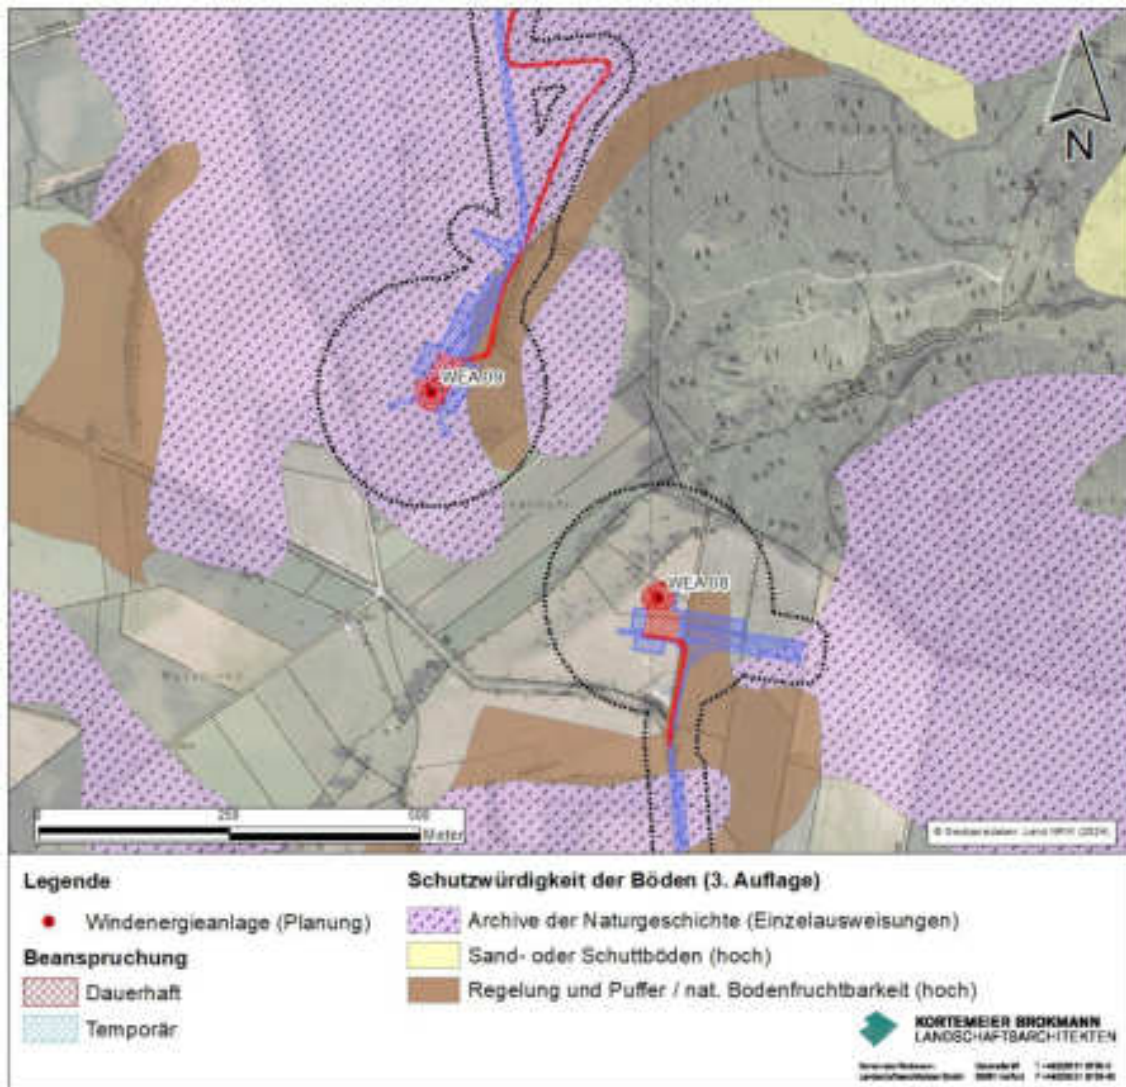 N
WEA 09
WEA 08
0 250 500
Meter
Legende
Windenergieanlage (Planung)
Beanspruchung
Dauerhaft
Temporär
Schutzwürdigkeit der Böden (3. Auflage)
Archive der Naturgeschichte (Einzelausweisungen)
Sand- oder Schuttböden (hoch)
Regelung und Puffer / nat. Bodenfruchtbarkeit (hoch)
KORTEMEIER BROKMANN
LANDSCHAFTSARCHITEKTEN